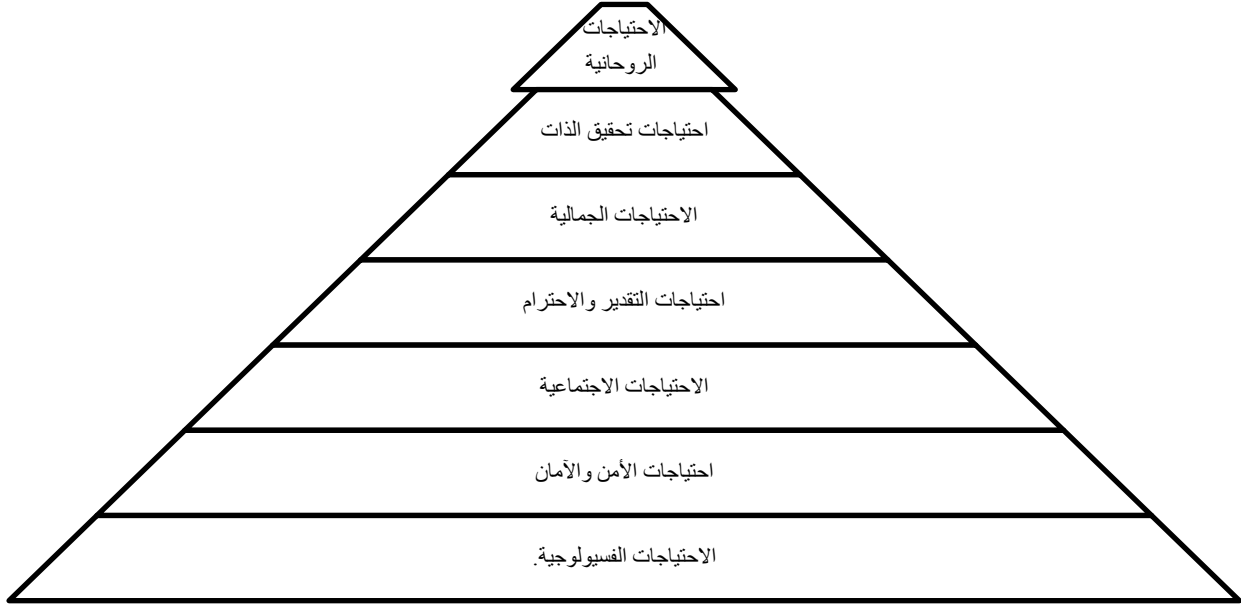 الاحتياجات
الروحانية
احتياجات تحقيق الذات
الاحتياجات الجمالية
احتياجات التقدير والاحترام
الاحتياجات الاجتماعية
احتياجات الأمن والآمان
الاحتياجات الفسيولوجية.